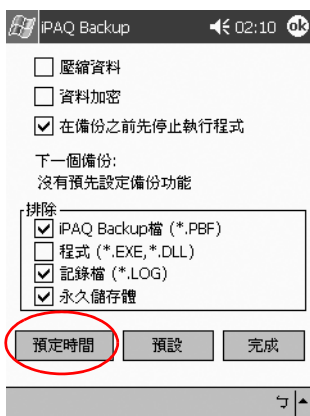 iPAQ Backup 02:10 ok
壓縮資料
資料加密
在備份之前先停止執行程式
下一個備份:
沒有預先設定備份功能
排除
iPAQ Backup檔 (*.PBF)
程式 (*.EXE,*.DLL)
記錄檔 (*.LOG)
永久儲存體
預定時間 預設 完成
ㄅ